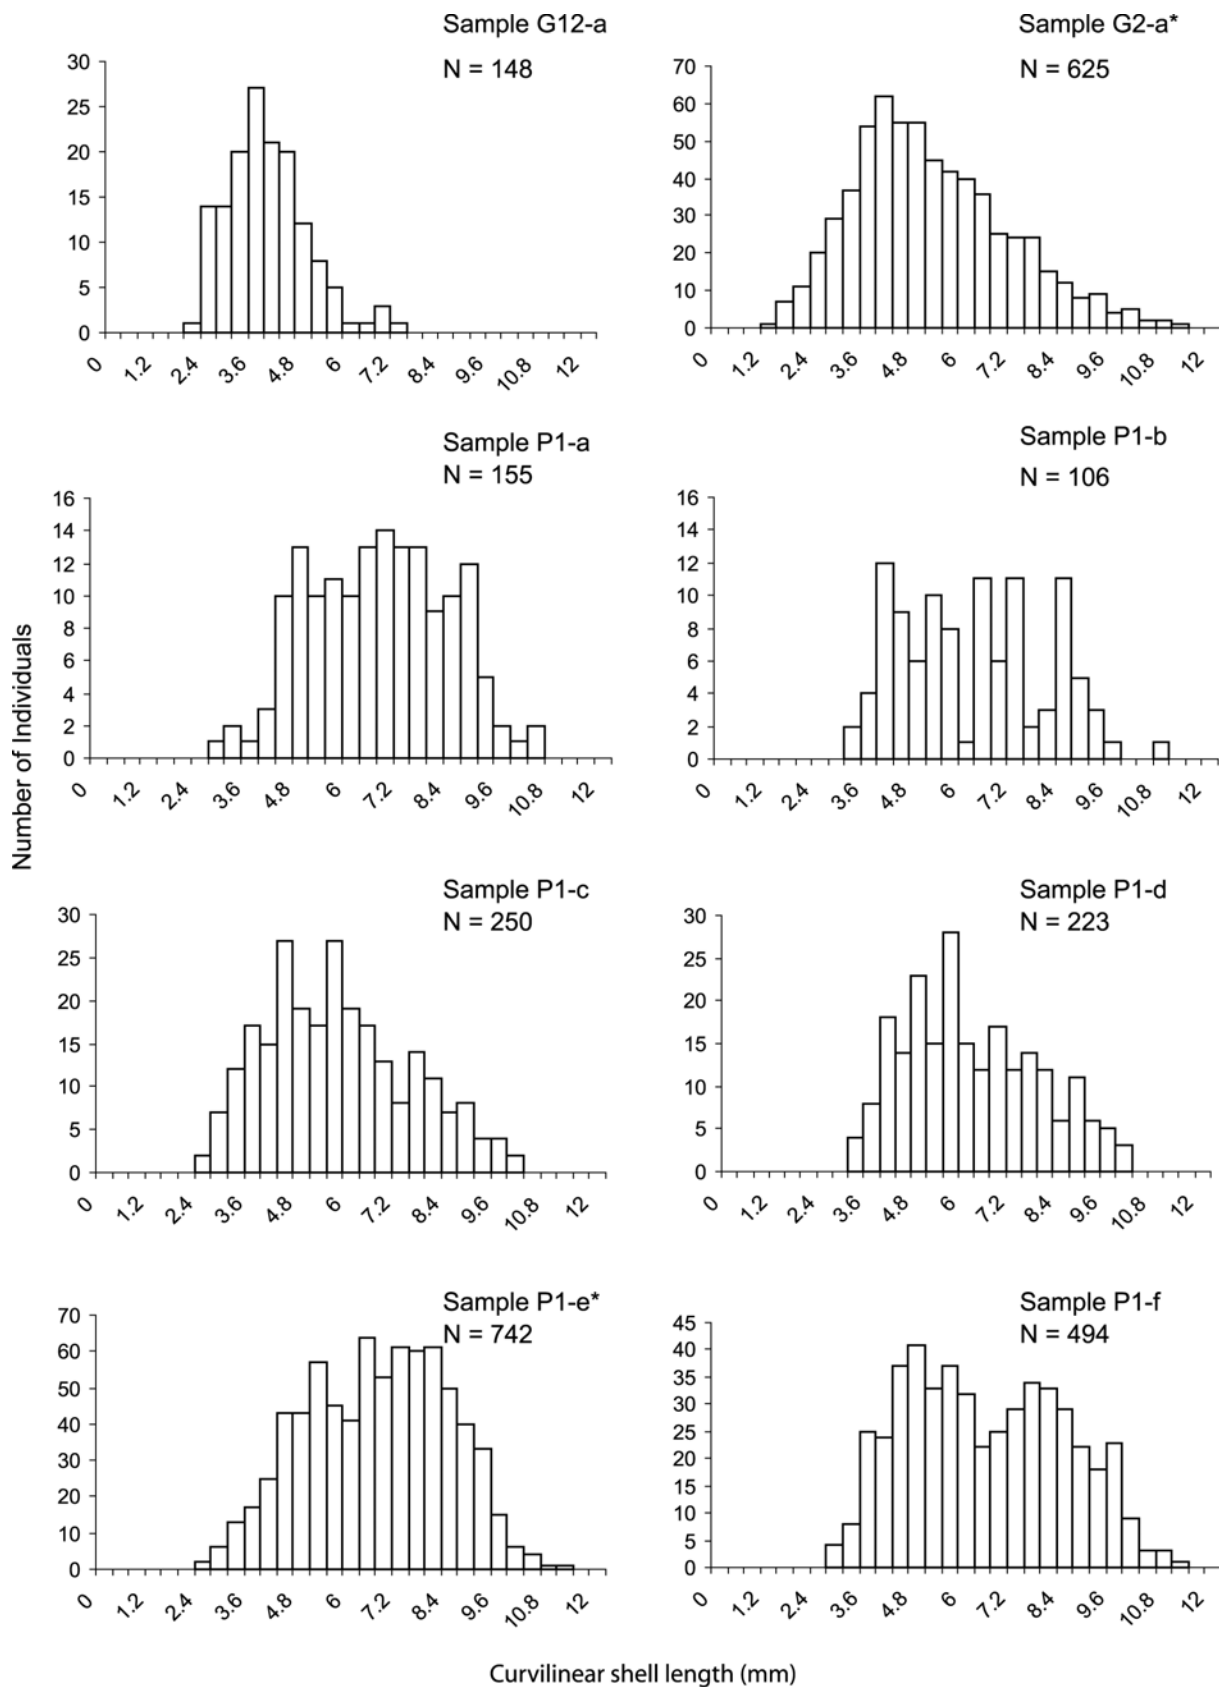 Sample G12-a
N = 148
30
25
20
15
10
5
0
0 1.2 2.4 3.6 4.8 6 7.2 8.4 9.6 10.8 12
Sample G2-a*
N = 625
70
60
50
40
30
20
10
0
0 1.2 2.4 3.6 4.8 6 7.2 8.4 9.6 10.8 12
Sample P1-a
N = 155
16
14
12
10
8
6
4
2
0
0 1.2 2.4 3.6 4.8 6 7.2 8.4 9.6 10.8 12
Sample P1-b
N = 106
16
14
12
10
8
6
4
2
0
0 1.2 2.4 3.6 4.8 6 7.2 8.4 9.6 10.8 12
Number of Individuals
Sample P1-c
N = 250
30
25
20
15
10
5
0
0 1.2 2.4 3.6 4.8 6 7.2 8.4 9.6 10.8 12
Sample P1-d
N = 223
30
25
20
15
10
5
0
0 1.2 2.4 3.6 4.8 6 7.2 8.4 9.6 10.8 12
Sample P1-e*
N = 742
70
60
50
40
30
20
10
0
0 1.2 2.4 3.6 4.8 6 7.2 8.4 9.6 10.8 12
Sample P1-f
N = 494
45
40
35
30
25
20
15
10
5
0
0 1.2 2.4 3.6 4.8 6 7.2 8.4 9.6 10.8 12
Curvilinear shell length (mm)